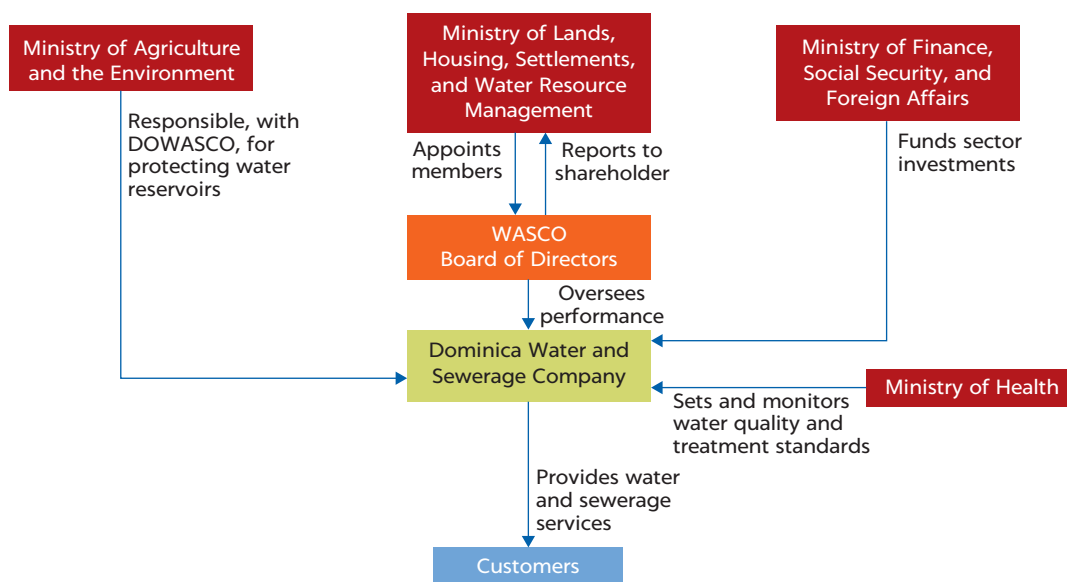 Ministry of Agriculture
and the Environment
Ministry of Lands,
Housing, Settlements,
and Water Resource
Management
Ministry of Finance,
Social Security, and
Foreign Affairs
Responsible, with
DOWASCO, for
protecting water
reservoirs
Appoints
members
Reports to
shareholder
Funds sector
investments
WASCO
Board of Directors
Oversees
performance
Dominica Water and
Sewerage Company
Ministry of Health
Sets and monitors
water quality and
treatment standards
Provides water
and sewerage
services
Customers